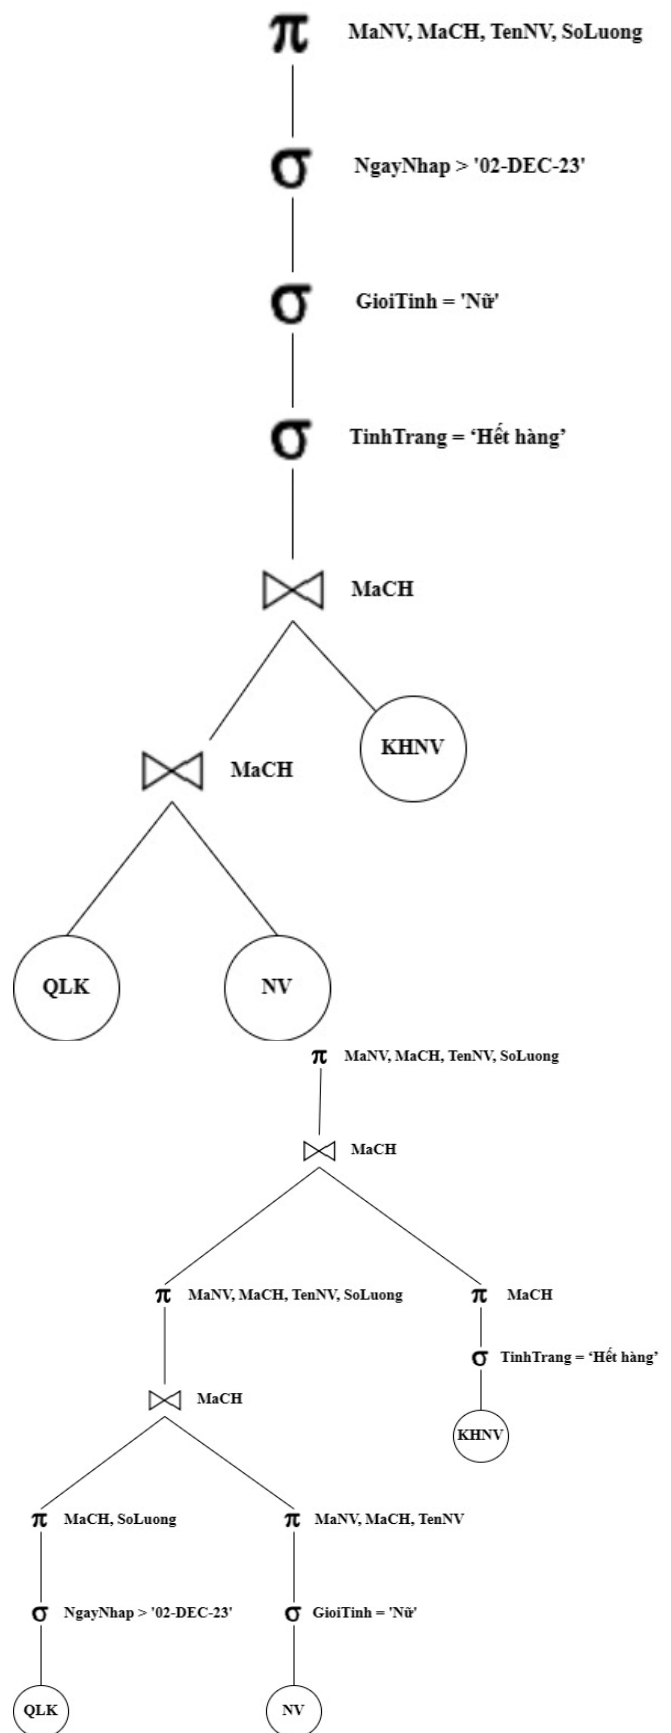 π MaNV, MaCH, TenNV, SoLuong
σ NgayNhap > '02-DEC-23'
σ GioiTinh = 'Nữ'
σ TinhTrang = ‘Hết hàng’
⋈ MaCH
KHNV
⋈ MaCH
QLK NV
π MaNV, MaCH, TenNV, SoLuong
⋈ MaCH
π MaNV, MaCH, TenNV, SoLuong π MaCH
σ TinhTrang = ‘Hết hàng’
⋈ MaCH
KHNV
π MaCH, SoLuong π MaNV, MaCH, TenNV
σ NgayNhap > '02-DEC-23' σ GioiTinh = 'Nữ'
QLK NV